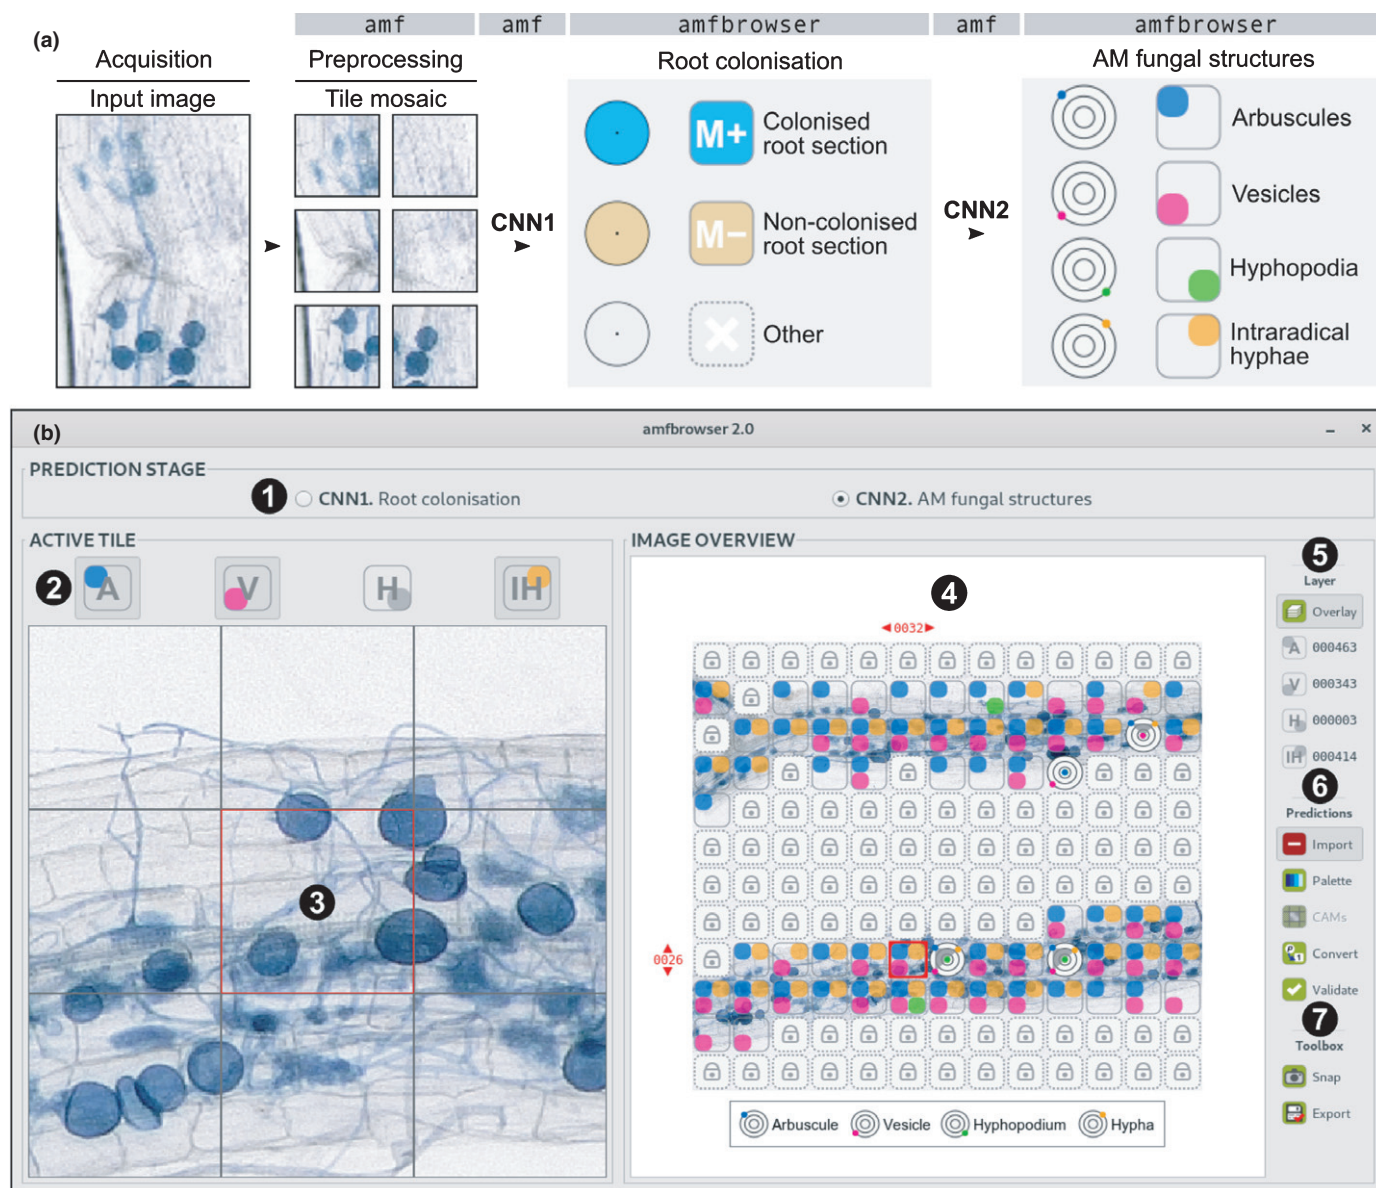 amf amf amfbrowser amf amfbrowser
(a)
Acquisition Preprocessing Root colonisation AM fungal structures
Input image Tile mosaic
M+ Colonised root section
M− Non-colonised root section
Other
CNN1
CNN2
Arbuscules
Vesicles
Hyphopodia
Intraradical hyphae
(b)
amfbrowser 2.0
PREDICTION STAGE
1 CNN1. Root colonisation CNN2. AM fungal structures
ACTIVE TILE
2 A V H IH
3
IMAGE OVERVIEW
4
0032
0026
Arbuscule Vesicle Hyphopodium Hypha
5
Layer
Overlay
A 000463
V 000343
H 000003
IH 000414
6
Predictions
Import
Palette
CAMs
P 1 Convert
Validate
7
Toolbox
Snap
Export